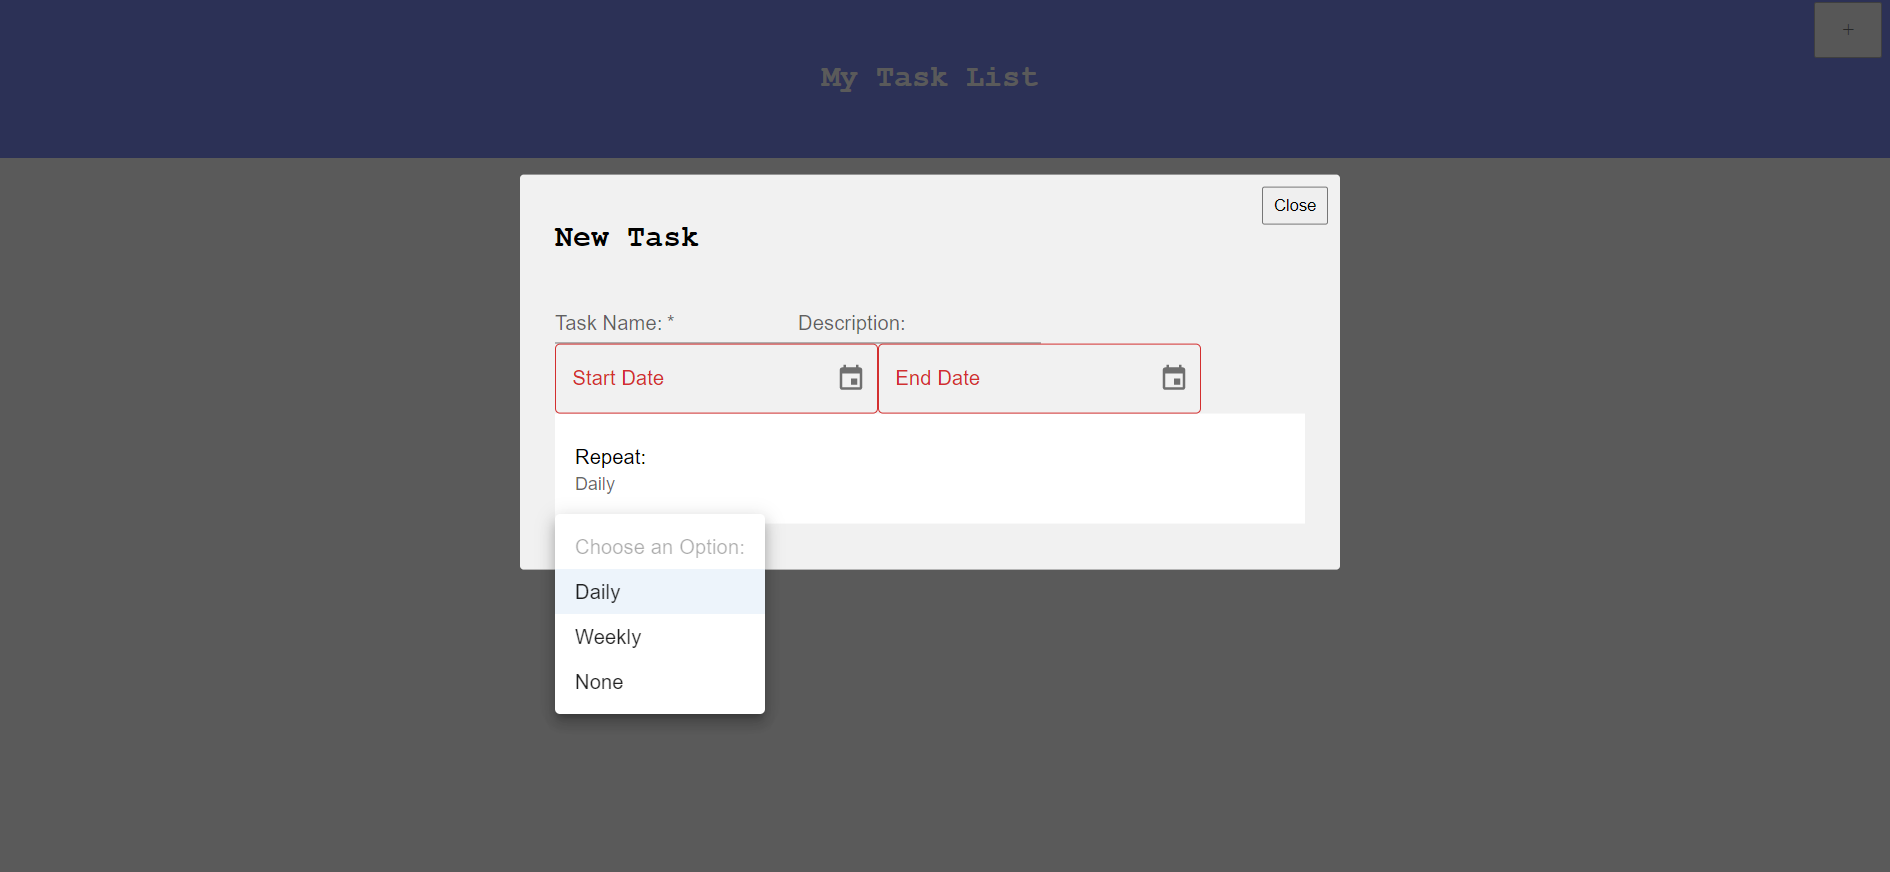 +
My Task List
Close
New Task
Task Name: * Description:
Start Date End Date
Repeat:
Daily
Choose an Option:
Daily
Weekly
None